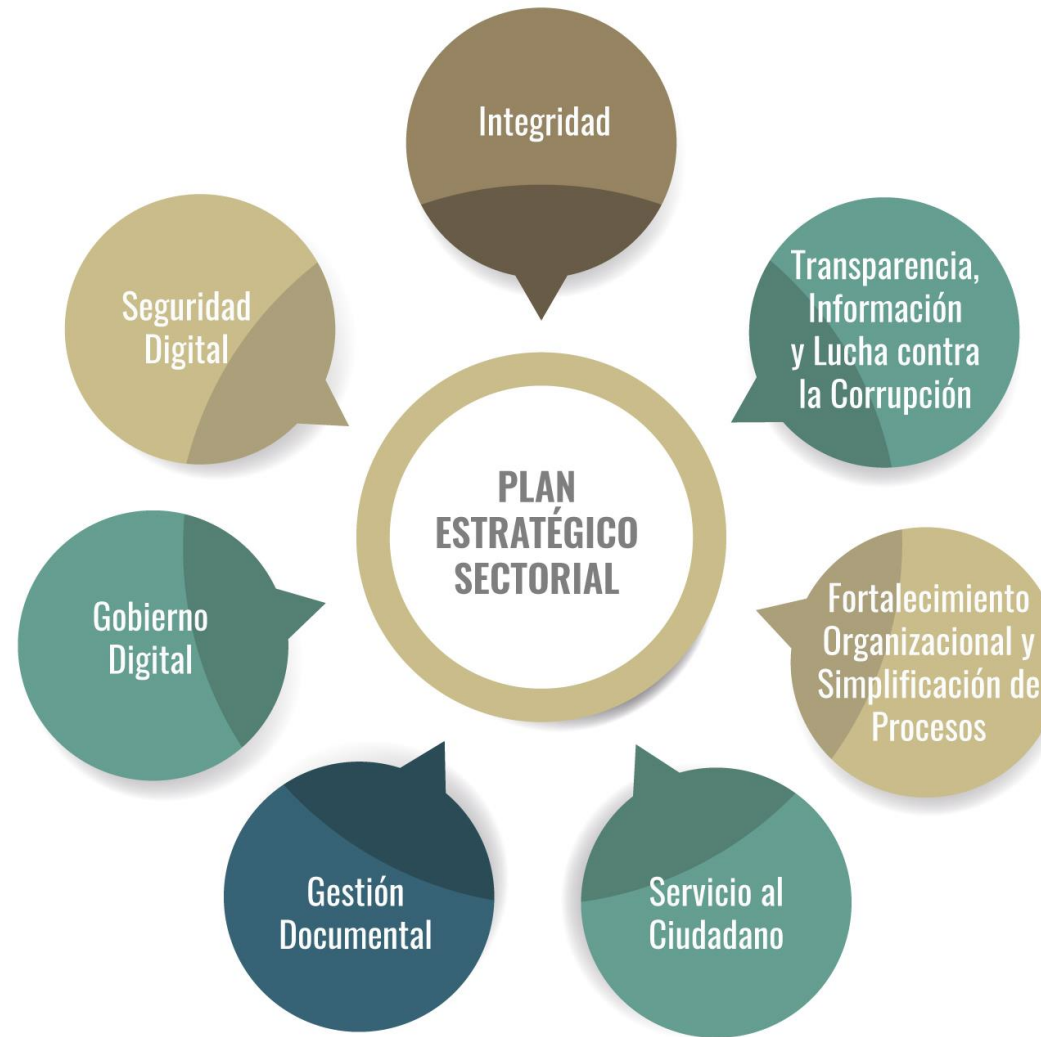 Integridad
Transparencia,
Información
y Lucha contra
la Corrupción
Fortalecimiento
Organizacional y
Simplificación de
Procesos
Servicio al
Ciudadano
Gestión
Documental
Gobierno
Digital
Seguridad
Digital
PLAN
ESTRATÉGICO
SECTORIAL